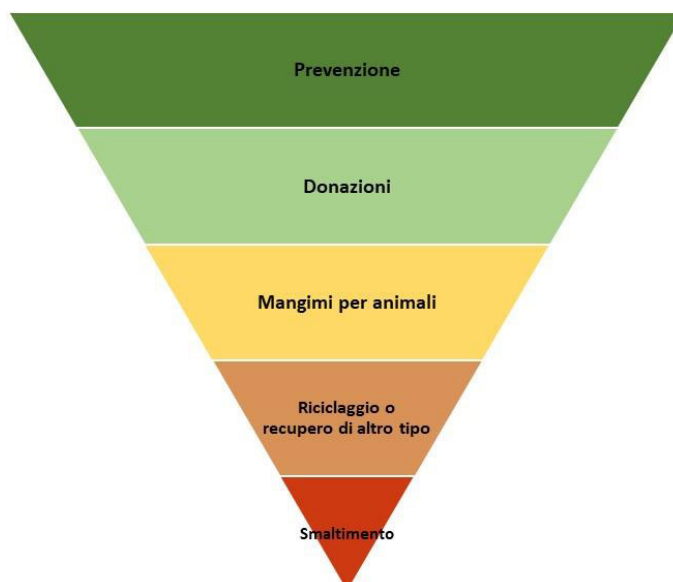 Prevenzione
Donazioni
Mangimi per animali
Riciclaggio o
recupero di altro tipo
Smaltimento